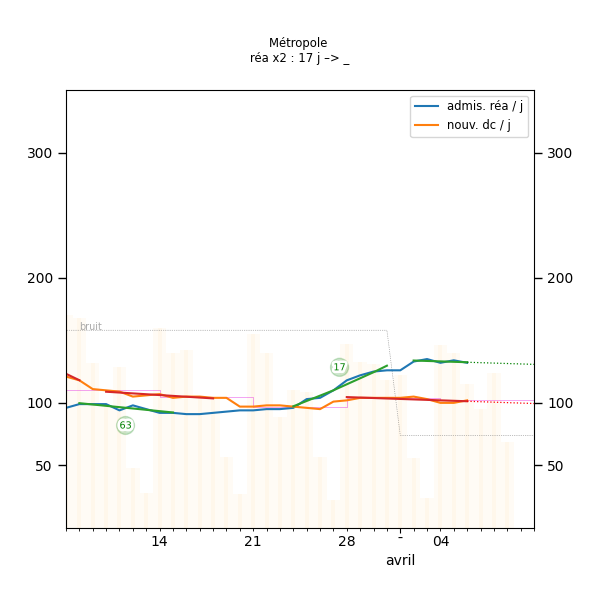 Métropole
réa x2 : 17 j –> _
admis. réa / j
nouv. dc / j
300
300
200
200
bruit
17
100
100
63
50
50
14
21
28
-
04
avril